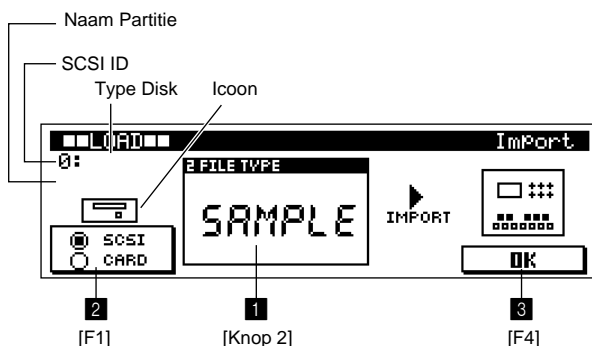 Naam Partitie
SCSI ID
Type Disk Icoon
LOAD Import
0:
2 FILE TYPE
SAMPLE
IMPORT
SCSI
CARD
OK
2 1 3
[F1] [Knop 2] [F4]